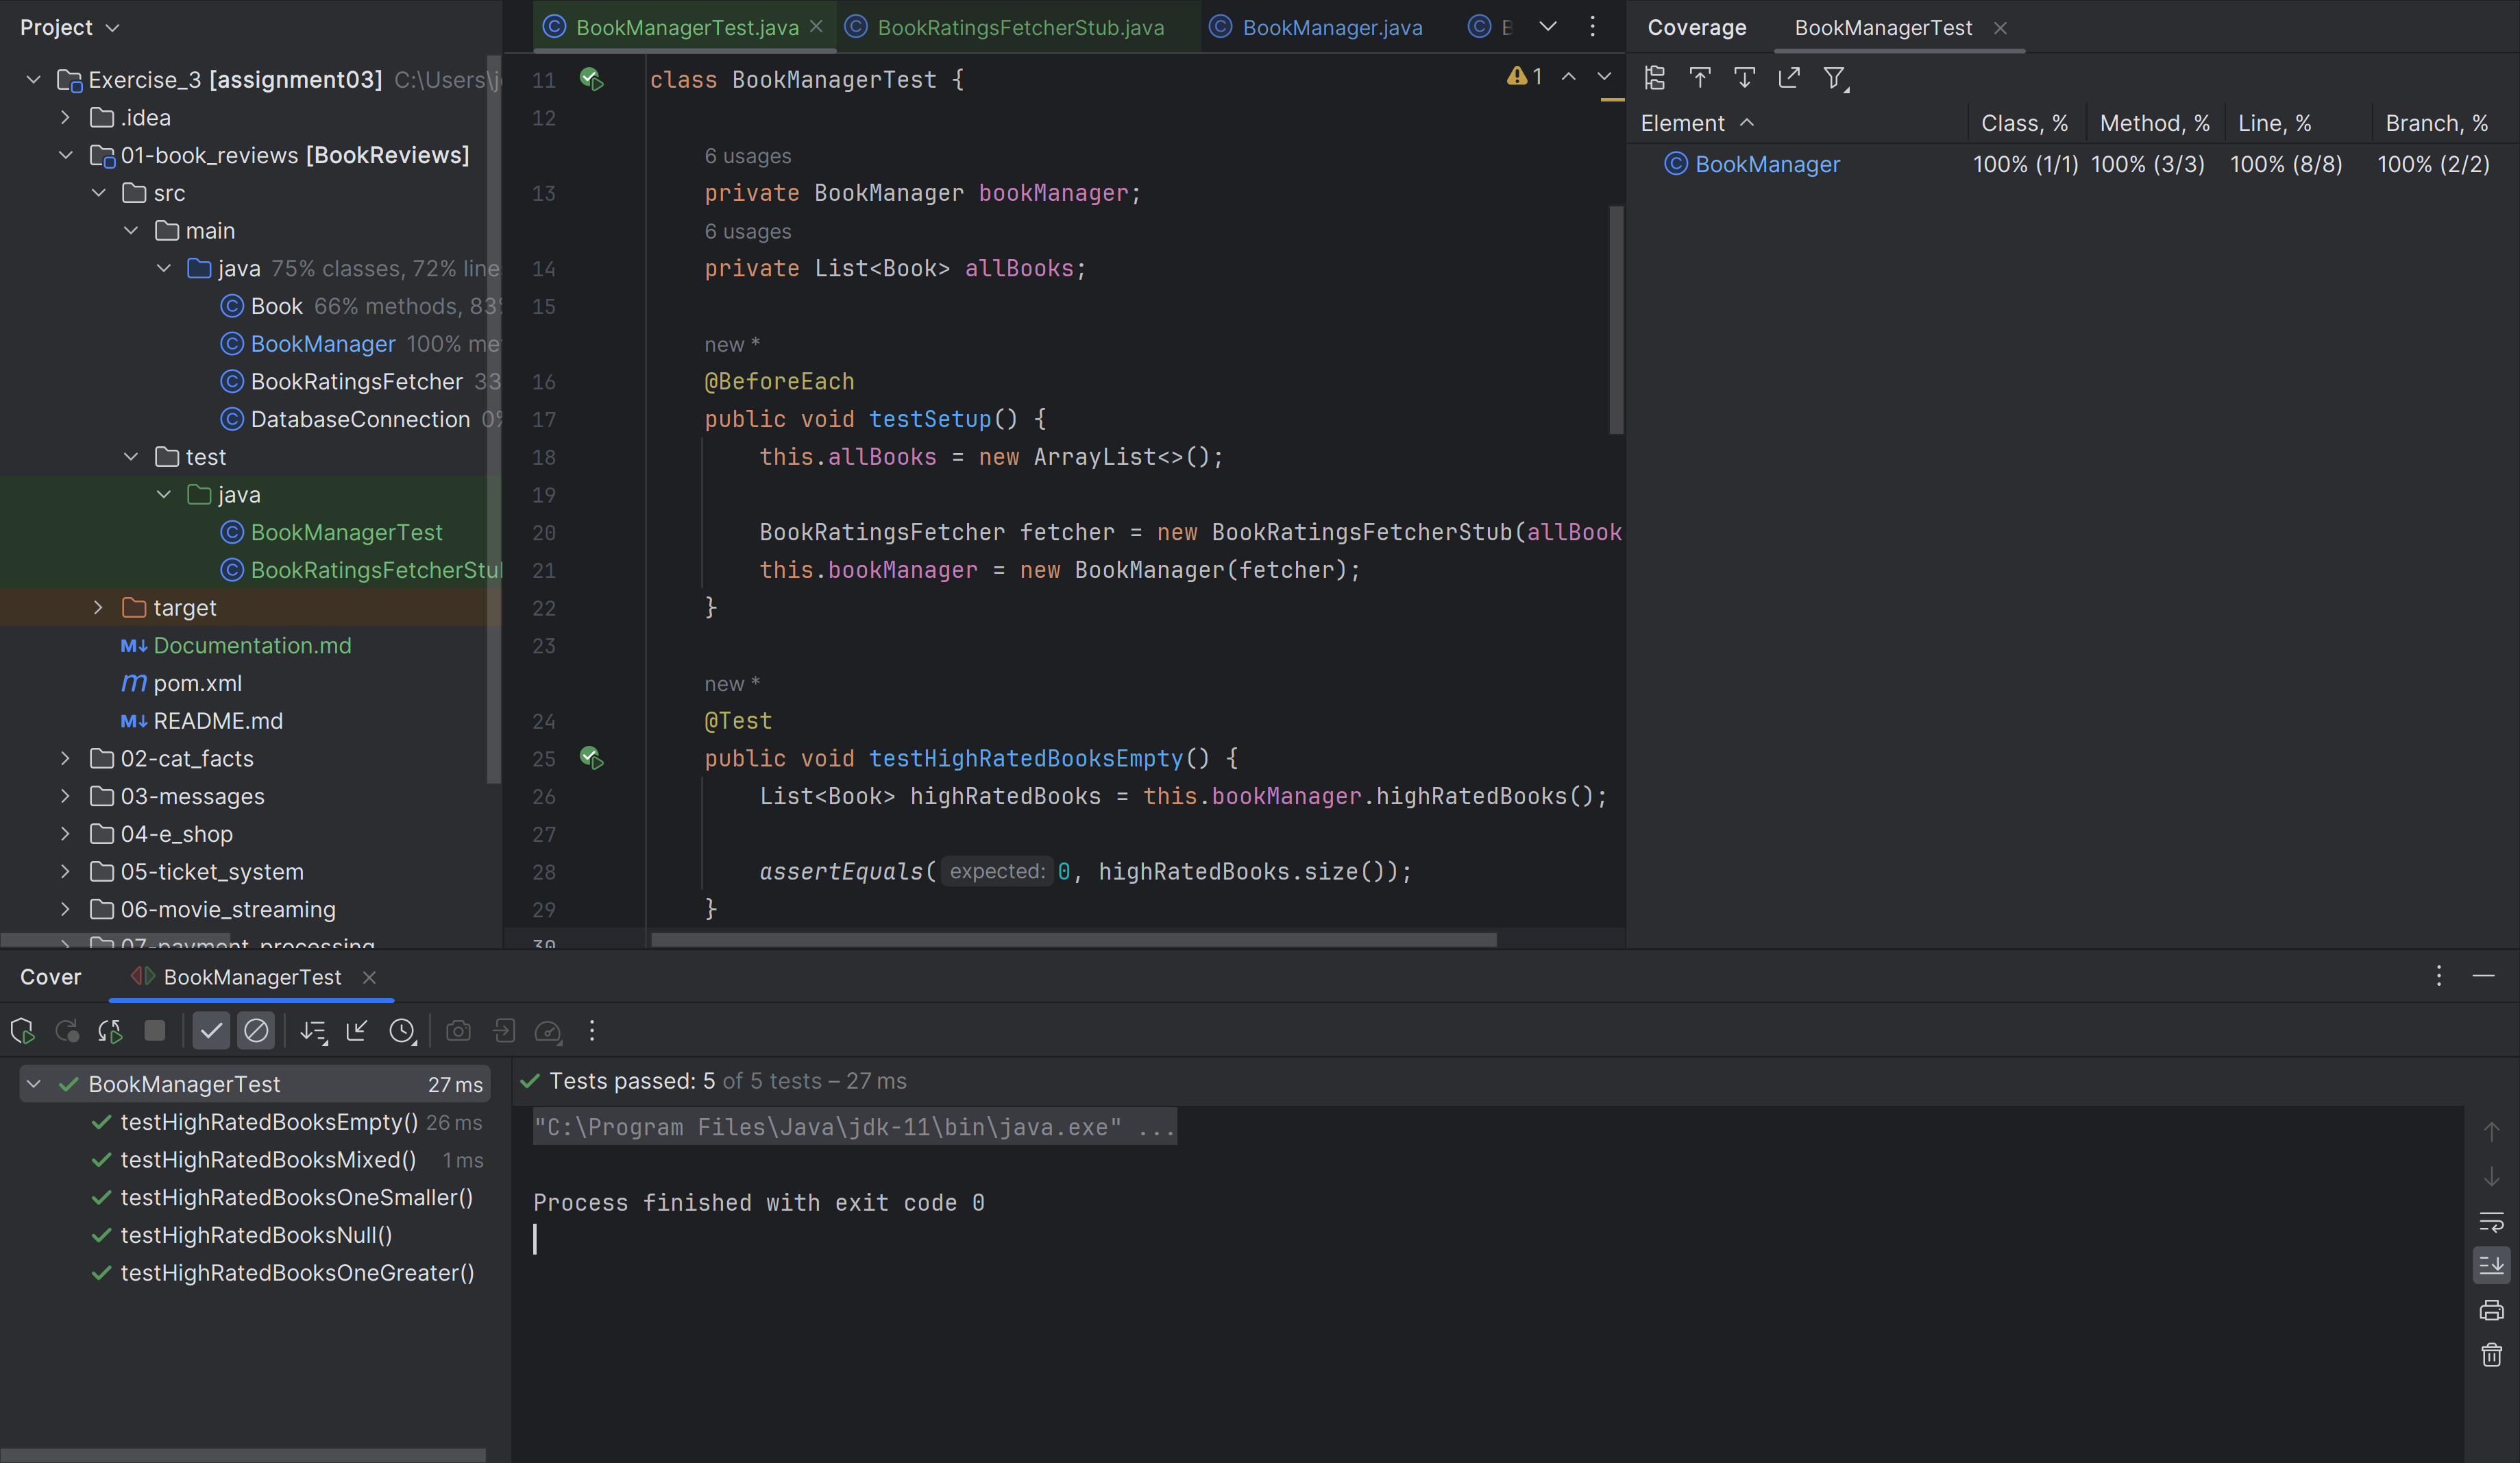 Project
Exercise_3 [assignment03] C:\Users\j
.idea
01-book_reviews [BookReviews]
src
main
java 75% classes, 72% line
Book 66% methods, 83%
BookManager 100% me
BookRatingsFetcher 33
DatabaseConnection 0%
test
java
BookManagerTest
BookRatingsFetcherStu
target
Documentation.md
pom.xml
README.md
02-cat_facts
03-messages
04-e_shop
05-ticket_system
06-movie_streaming
07-payment_processing
BookManagerTest.java
BookRatingsFetcherStub.java
BookManager.java
1
11 class BookManagerTest {
12
6 usages
13 private BookManager bookManager;
6 usages
14 private List<Book> allBooks;
15
new *
16 @BeforeEach
17 public void testSetup() {
18 this.allBooks = new ArrayList<>();
19
20 BookRatingsFetcher fetcher = new BookRatingsFetcherStub(allBook
21 this.bookManager = new BookManager(fetcher);
22 }
23
new *
24 @Test
25 public void testHighRatedBooksEmpty() {
26 List<Book> highRatedBooks = this.bookManager.highRatedBooks();
27
28 assertEquals( expected: 0, highRatedBooks.size());
29 }
30
Coverage BookManagerTest
Element Class, % Method, % Line, % Branch, %
BookManager 100% (1/1) 100% (3/3) 100% (8/8) 100% (2/2)
Cover BookManagerTest
BookManagerTest 27 ms
testHighRatedBooksEmpty() 26 ms
testHighRatedBooksMixed() 1 ms
testHighRatedBooksOneSmaller()
testHighRatedBooksNull()
testHighRatedBooksOneGreater()
Tests passed: 5 of 5 tests – 27 ms
"C:\Program Files\Java\jdk-11\bin\java.exe" ...
Process finished with exit code 0